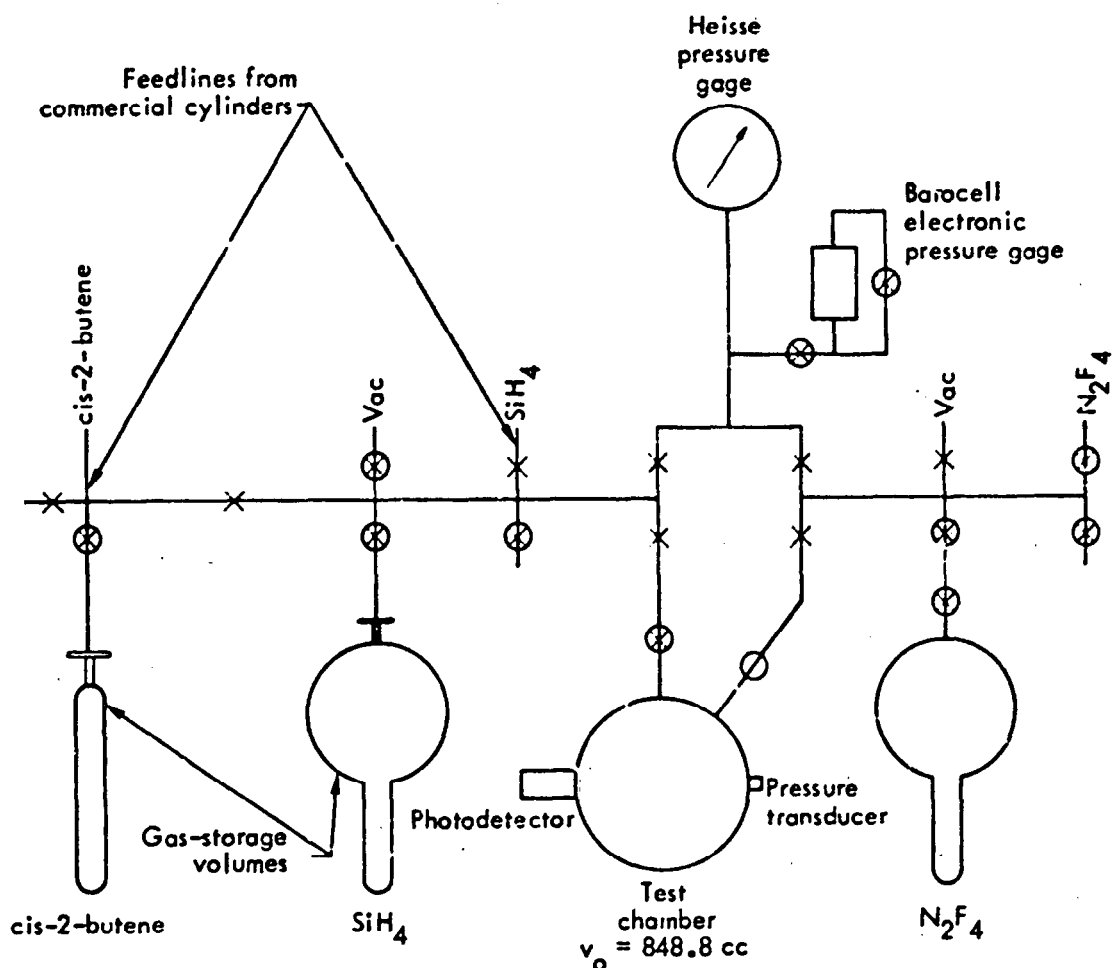 Heisse
pressure
gage
Feedlines from
commercial cylinders
Barocell
electronic
pressure gage
cis-2-butene
Vac
SiH4
Vac
N2F4
Photodetector
Pressure
transducer
Gas-storage
volumes
cis-2-butene
SiH4
Test
chamber
vo = 848.8 cc
N2F4